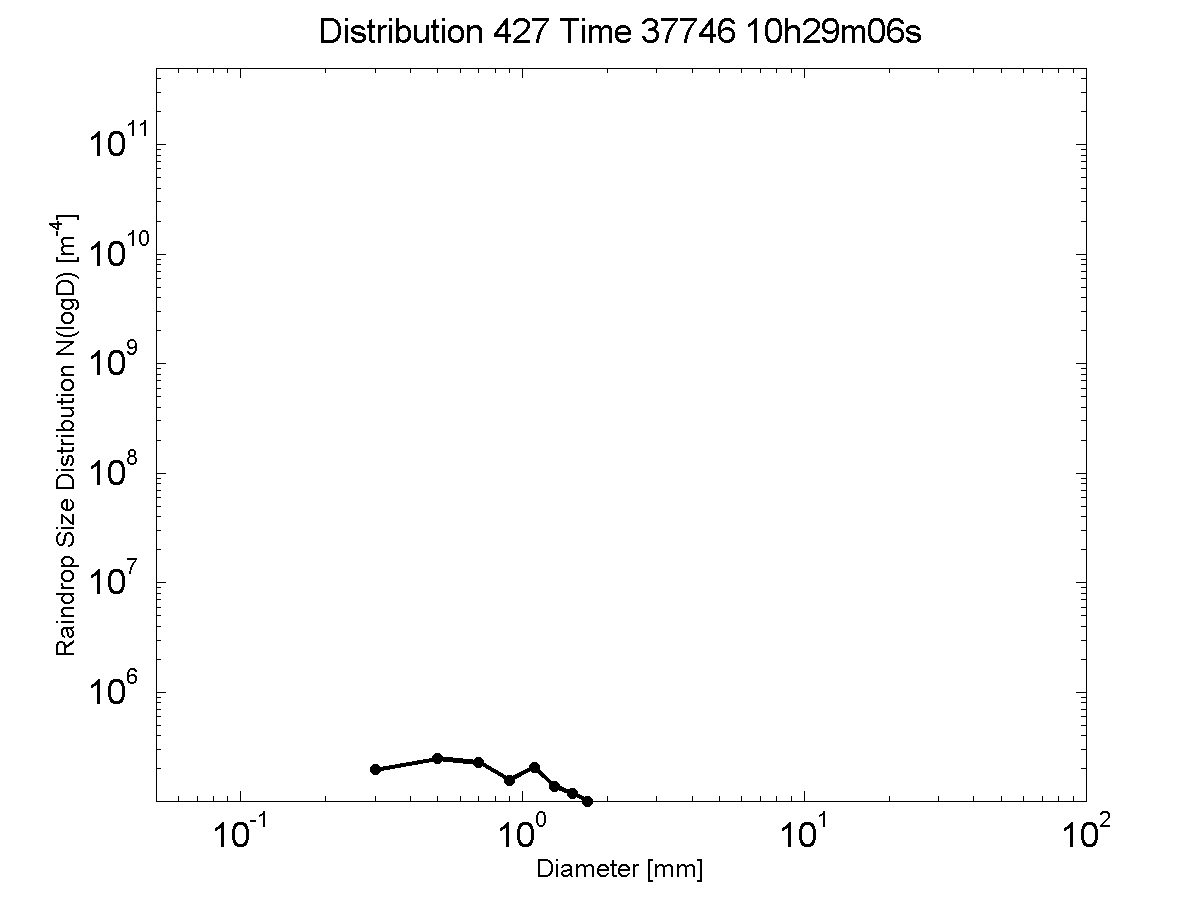 Distribution 427 Time 37746 10h29m06s
Raindrop Size Distribution N(logD) [m⁻⁴]
10¹¹
10¹⁰
10⁹
10⁸
10⁷
10⁶
10⁻¹ 10⁰ 10¹ 10²
Diameter [mm]